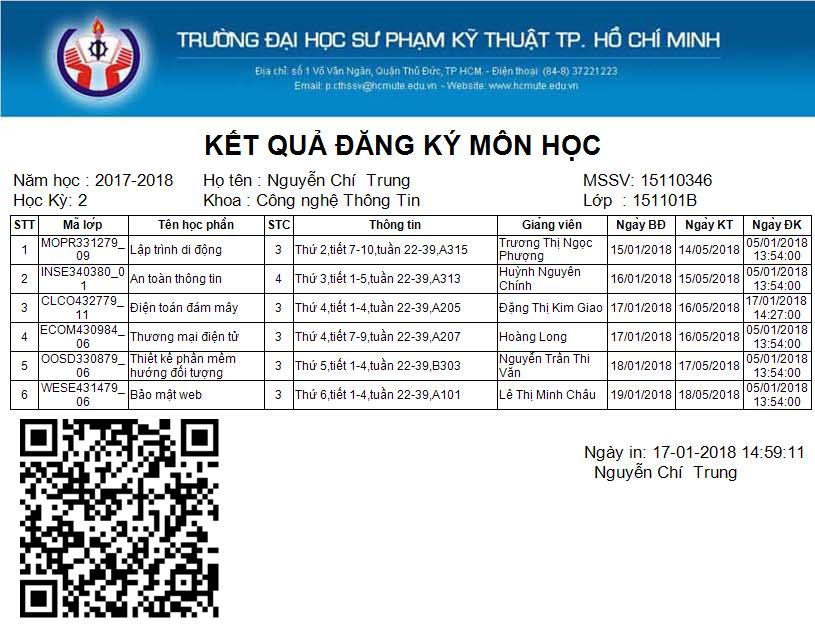 TRƯỜNG ĐẠI HỌC SƯ PHẠM KỸ THUẬT TP. HỒ CHÍ MINH
Địa chỉ: số 1 Võ Văn Ngân, Quận Thủ Đức, TP HCM. - Điện thoại: (84-8) 37221223
Email: p.cthssv@hcmute.edu.vn - Website: www.hcmute.edu.vn
KẾT QUẢ ĐĂNG KÝ MÔN HỌC
Năm học : 2017-2018 Họ tên : Nguyễn Chí Trung MSSV: 15110346
Học Kỳ: 2 Khoa : Công nghệ Thông Tin Lớp : 151101B
STT Mã lớp Tên học phần STC Thông tin Giảng viên Ngày BĐ Ngày KT Ngày ĐK
1 MOPR331279_09 Lập trình di động 3 Thứ 2,tiết 7-10,tuần 22-39,A315 Trương Thị Ngọc Phượng 15/01/2018 14/05/2018 05/01/2018 13:54:00
2 INSE340380_01 An toàn thông tin 4 Thứ 3,tiết 1-5,tuần 22-39,A313 Huỳnh Nguyên Chính 16/01/2018 15/05/2018 05/01/2018 13:54:00
3 CLCO432779_11 Điện toán đám mây 3 Thứ 4,tiết 1-4,tuần 22-39,A205 Đặng Thị Kim Giao 17/01/2018 16/05/2018 17/01/2018 14:27:00
4 ECOM430984_06 Thương mại điện tử 3 Thứ 4,tiết 7-9,tuần 22-39,A207 Hoàng Long 17/01/2018 16/05/2018 05/01/2018 13:54:00
5 OOSD330879_06 Thiết kế phần mềm hướng đối tượng 3 Thứ 5,tiết 1-4,tuần 22-39,B303 Nguyễn Trần Thi Văn 18/01/2018 17/05/2018 05/01/2018 13:54:00
6 WESE431479_06 Bảo mật web 3 Thứ 6,tiết 1-4,tuần 22-39,A101 Lê Thị Minh Châu 19/01/2018 18/05/2018 05/01/2018 13:54:00
Ngày in: 17-01-2018 14:59:11
Nguyễn Chí Trung